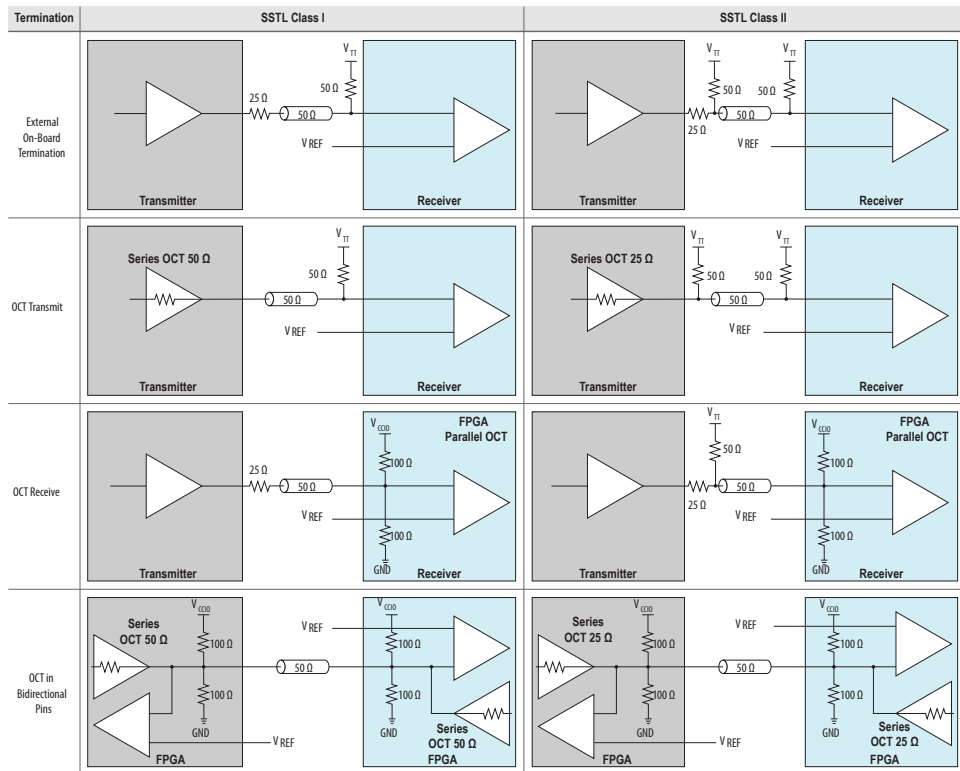 Termination
SSTL Class I
SSTL Class II
External
On-Board
Termination
V TT
50 Ω
25 Ω
50 Ω
V REF
Transmitter
Receiver
V TT
V TT
50 Ω
50 Ω
50 Ω
25 Ω
V REF
Transmitter
Receiver
OCT Transmit
Series OCT 50 Ω
V TT
50 Ω
50 Ω
V REF
Transmitter
Receiver
Series OCT 25 Ω
V TT
V TT
50 Ω
50 Ω
50 Ω
V REF
Transmitter
Receiver
OCT Receive
25 Ω
50 Ω
V REF
V CCIO
FPGA
Parallel OCT
100 Ω
100 Ω
GND
Transmitter
Receiver
V TT
50 Ω
50 Ω
25 Ω
V REF
V CCIO
FPGA
Parallel OCT
100 Ω
100 Ω
GND
Transmitter
Receiver
OCT in
Bidirectional
Pins
Series
OCT 50 Ω
V CCIO
100 Ω
100 Ω
GND
50 Ω
V REF
V REF
V CCIO
100 Ω
100 Ω
GND
Series
OCT 50 Ω
FPGA
FPGA
Series
OCT 25 Ω
V CCIO
100 Ω
100 Ω
GND
50 Ω
V REF
V REF
V CCIO
100 Ω
100 Ω
GND
Series
OCT 25 Ω
FPGA
FPGA